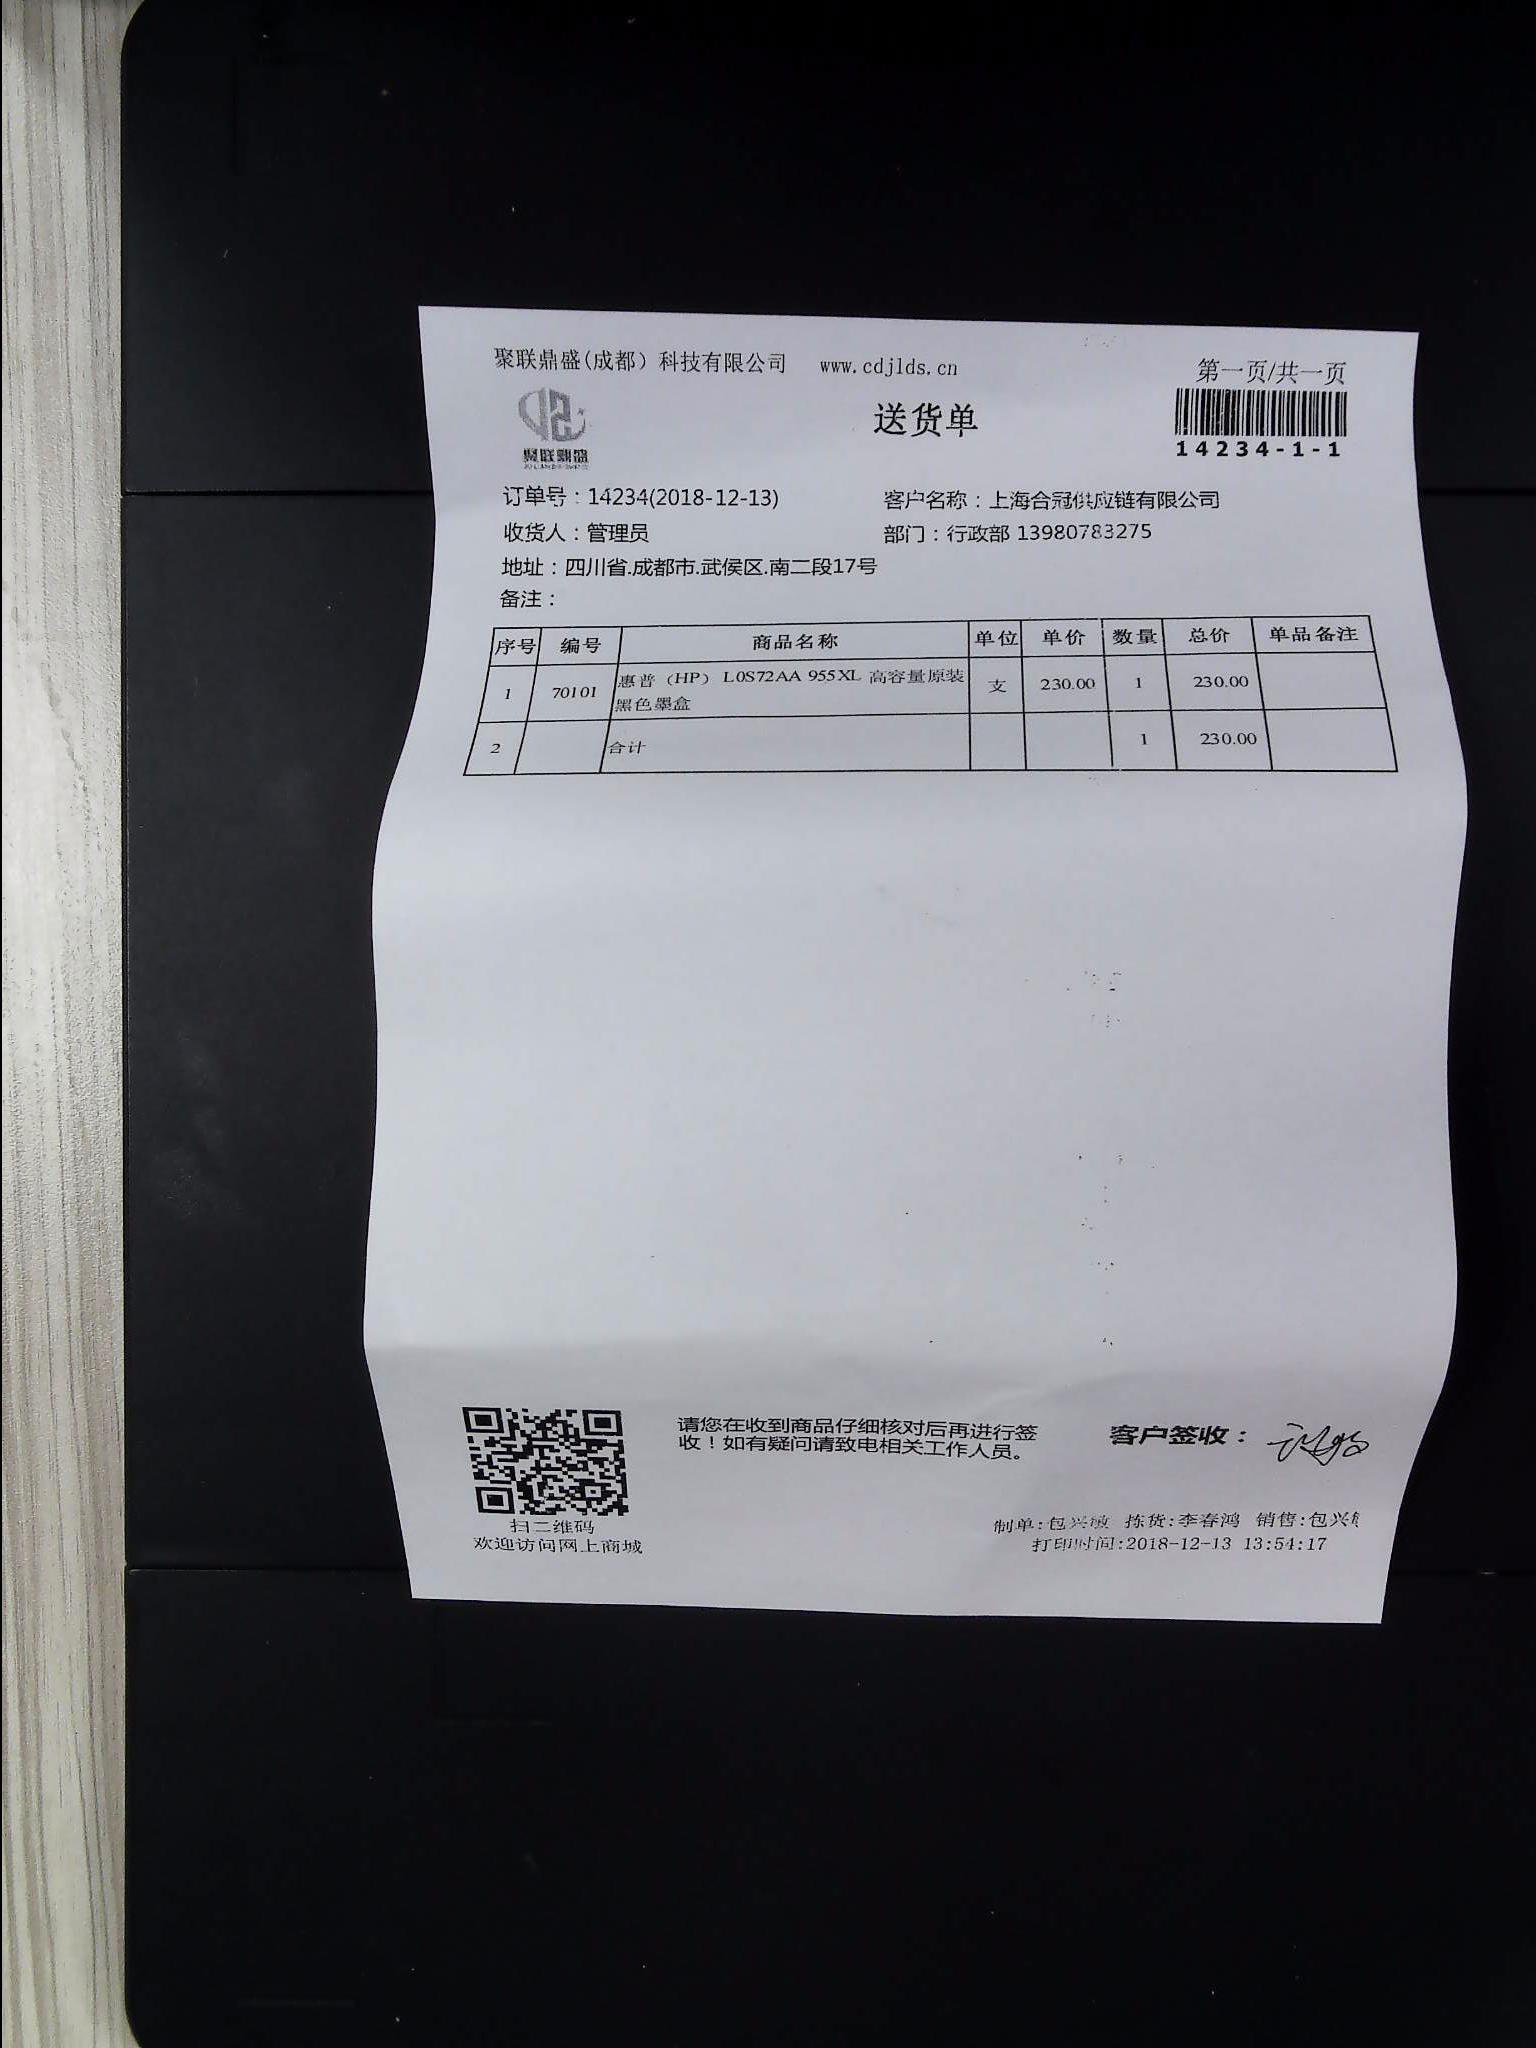 聚联鼎盛(成都）科技有限公司 www.cdjlds.cn
第一页/共一页
聚联鼎盛
送货单
14234-1-1
订单号：14234(2018-12-13) 客户名称：上海合冠供应链有限公司
收货人：管理员 部门：行政部 13980783275
地址：四川省.成都市.武侯区.南二段17号
备注：
序号 编号 商品名称 单位 单价 数量 总价 单品备注
1 70101 惠普（HP） L0S72AA 955XL 高容量原装 支 230.00 1 230.00
黑色墨盒
2 合计 1 230.00
请您在收到商品仔细核对后再进行签
收！如有疑问请致电相关工作人员。
客户签收：
扫二维码
欢迎访问网上商城
制单:包兴敏 拣货:李春鸿 销售:包兴
打印时间:2018-12-13 13:54:17